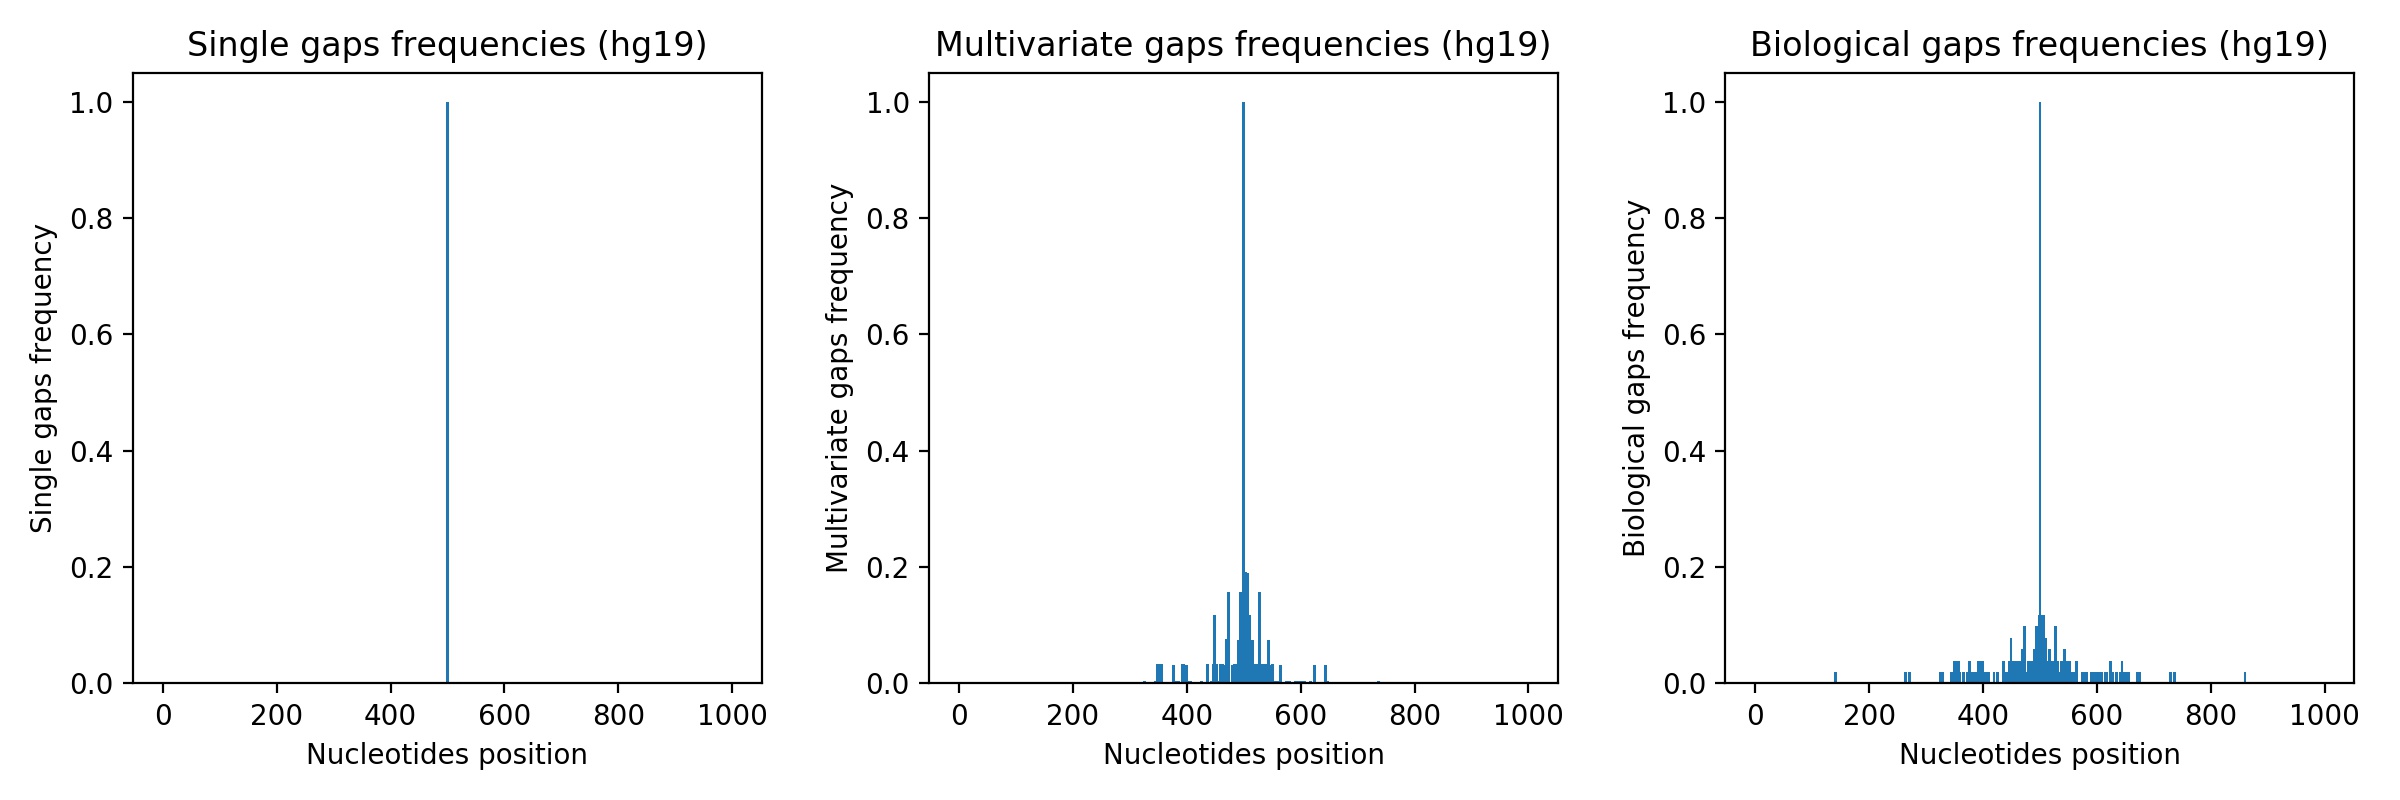 Single gaps frequencies (hg19)
Single gaps frequency
1.0
0.8
0.6
0.4
0.2
0.0
0 200 400 600 800 1000
Nucleotides position
Multivariate gaps frequencies (hg19)
Multivariate gaps frequency
1.0
0.8
0.6
0.4
0.2
0.0
0 200 400 600 800 1000
Nucleotides position
Biological gaps frequencies (hg19)
Biological gaps frequency
1.0
0.8
0.6
0.4
0.2
0.0
0 200 400 600 800 1000
Nucleotides position